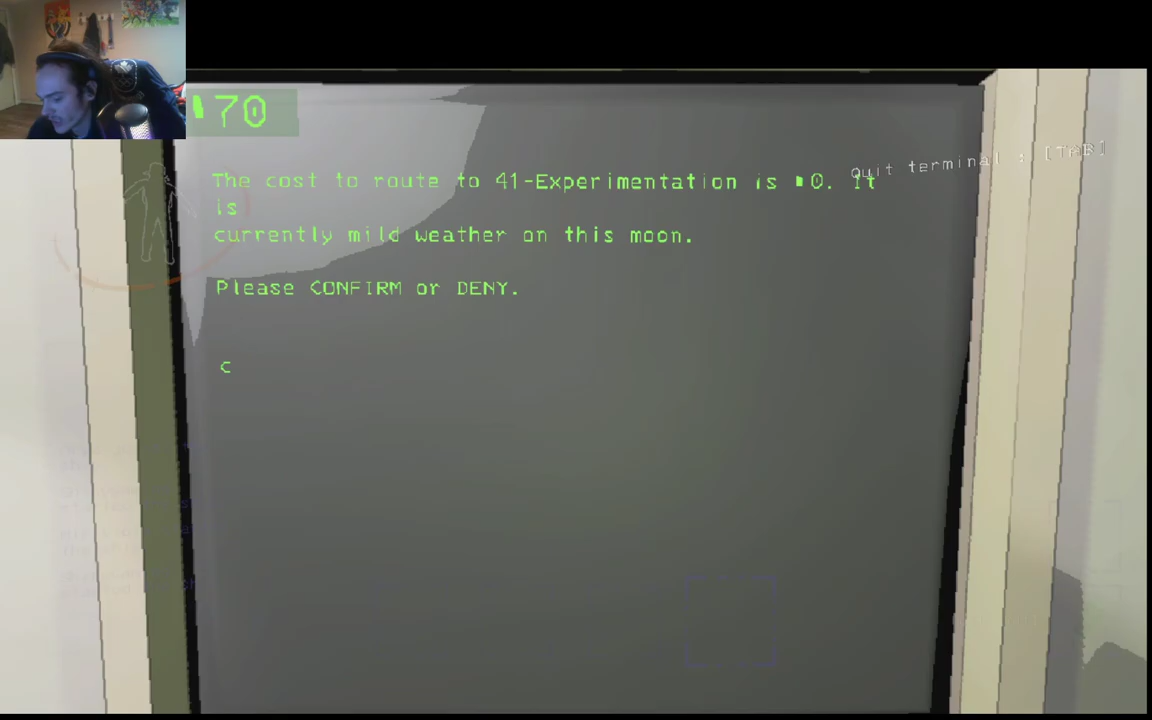 ▮70
Quit terminal : [TAB]
The cost to route to 41-Experimentation is ▮0. It
is
currently mild weather on this moon.
Please CONFIRM or DENY.
c